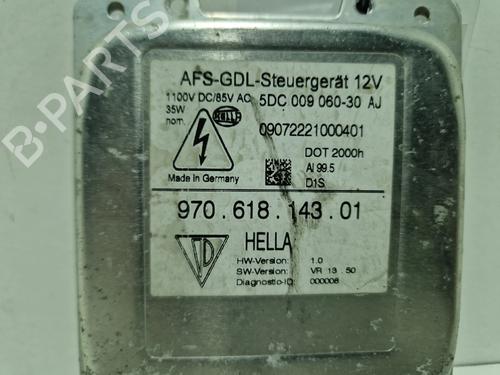 AFS-GDL-Steuergerät 12V
1100V DC/85V AC 5DC 009 060-30 AJ
35W
nom.
HELLA
09072221000401
DOT 2000h
Al 99.5
Made in Germany
D1S
970.618.143.01
HELLA
HW-Version: 1.0
SW-Version: VR 13.50
Diagnostic-ID: 000006
B-PARTS